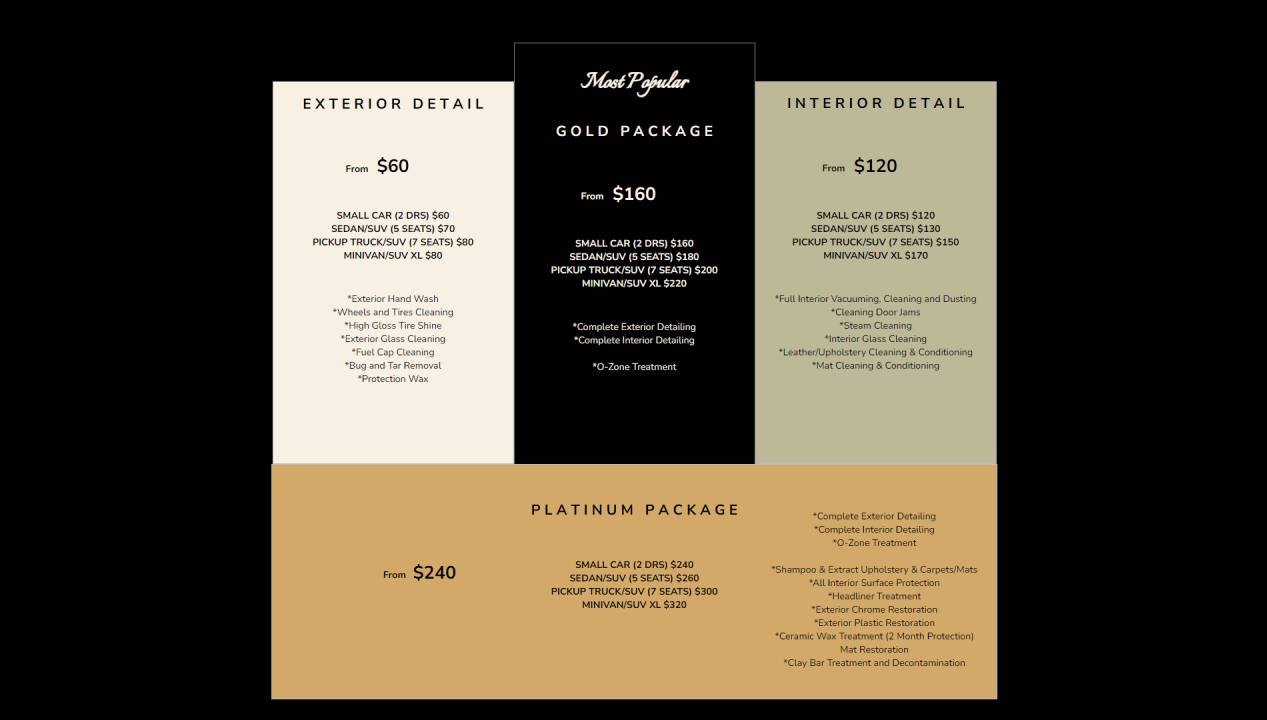 EXTERIOR DETAIL
From $60
SMALL CAR (2 DRS) $60
SEDAN/SUV (5 SEATS) $70
PICKUP TRUCK/SUV (7 SEATS) $80
MINIVAN/SUV XL $80
*Exterior Hand Wash
*Wheels and Tires Cleaning
*High Gloss Tire Shine
*Exterior Glass Cleaning
*Fuel Cap Cleaning
*Bug and Tar Removal
*Protection Wax
Most Popular
GOLD PACKAGE
From $160
SMALL CAR (2 DRS) $160
SEDAN/SUV (5 SEATS) $180
PICKUP TRUCK/SUV (7 SEATS) $200
MINIVAN/SUV XL $220
*Complete Exterior Detailing
*Complete Interior Detailing
*O-Zone Treatment
INTERIOR DETAIL
From $120
SMALL CAR (2 DRS) $120
SEDAN/SUV (5 SEATS) $130
PICKUP TRUCK/SUV (7 SEATS) $150
MINIVAN/SUV XL $170
*Full Interior Vacuuming, Cleaning and Dusting
*Cleaning Door Jams
*Steam Cleaning
*Interior Glass Cleaning
*Leather/Upholstery Cleaning & Conditioning
*Mat Cleaning & Conditioning
PLATINUM PACKAGE
From $240
SMALL CAR (2 DRS) $240
SEDAN/SUV (5 SEATS) $260
PICKUP TRUCK/SUV (7 SEATS) $300
MINIVAN/SUV XL $320
*Complete Exterior Detailing
*Complete Interior Detailing
*O-Zone Treatment
*Shampoo & Extract Upholstery & Carpets/Mats
*All Interior Surface Protection
*Headliner Treatment
*Exterior Chrome Restoration
*Exterior Plastic Restoration
*Ceramic Wax Treatment (2 Month Protection)
Mat Restoration
*Clay Bar Treatment and Decontamination